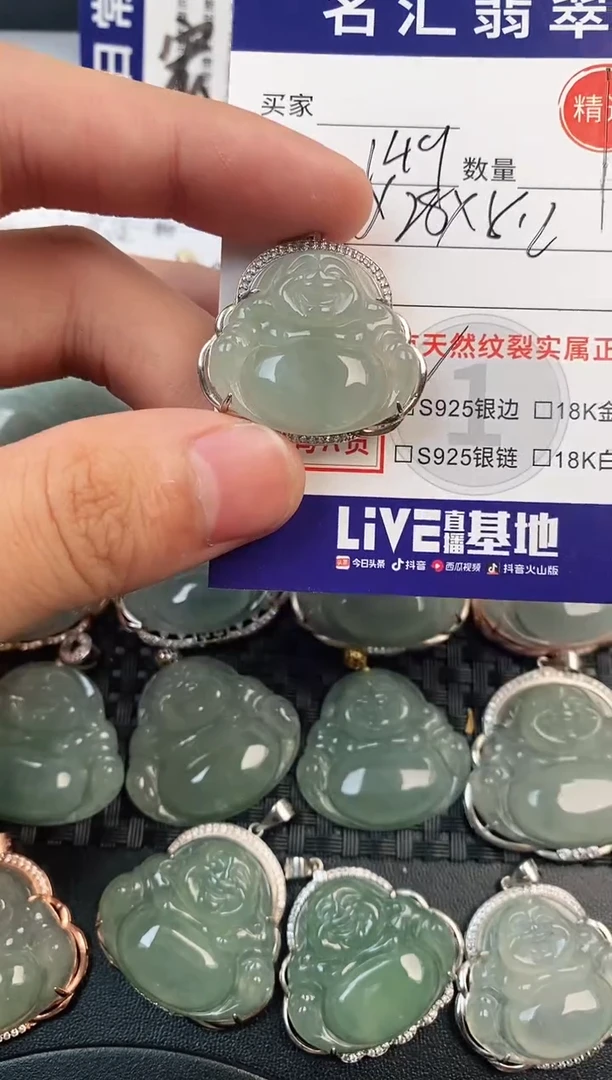 名汇翡翠
买家
精
149 数量
X28X8.2
天然纹裂实属正
□S925银边 □18K金
□S925银链 □18K白
A货
LiVE直播基地
今日头条 抖音 西瓜视频 抖音火山版